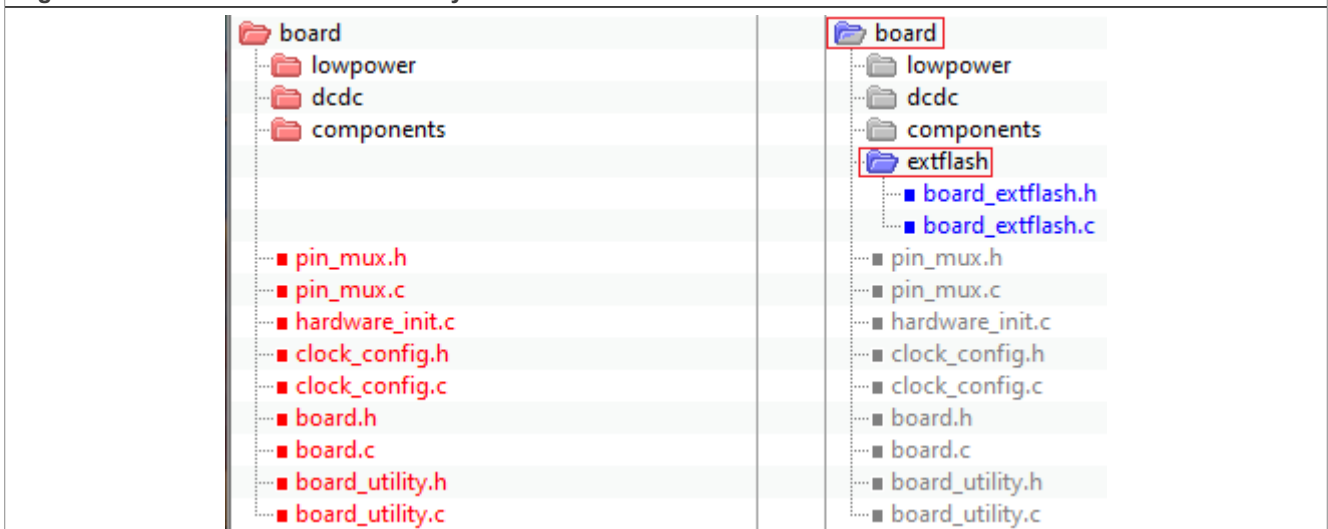 board
lowpower
dcdc
components
pin_mux.h
pin_mux.c
hardware_init.c
clock_config.h
clock_config.c
board.h
board.c
board_utility.h
board_utility.c
board
lowpower
dcdc
components
extflash
board_extflash.h
board_extflash.c
pin_mux.h
pin_mux.c
hardware_init.c
clock_config.h
clock_config.c
board.h
board.c
board_utility.h
board_utility.c